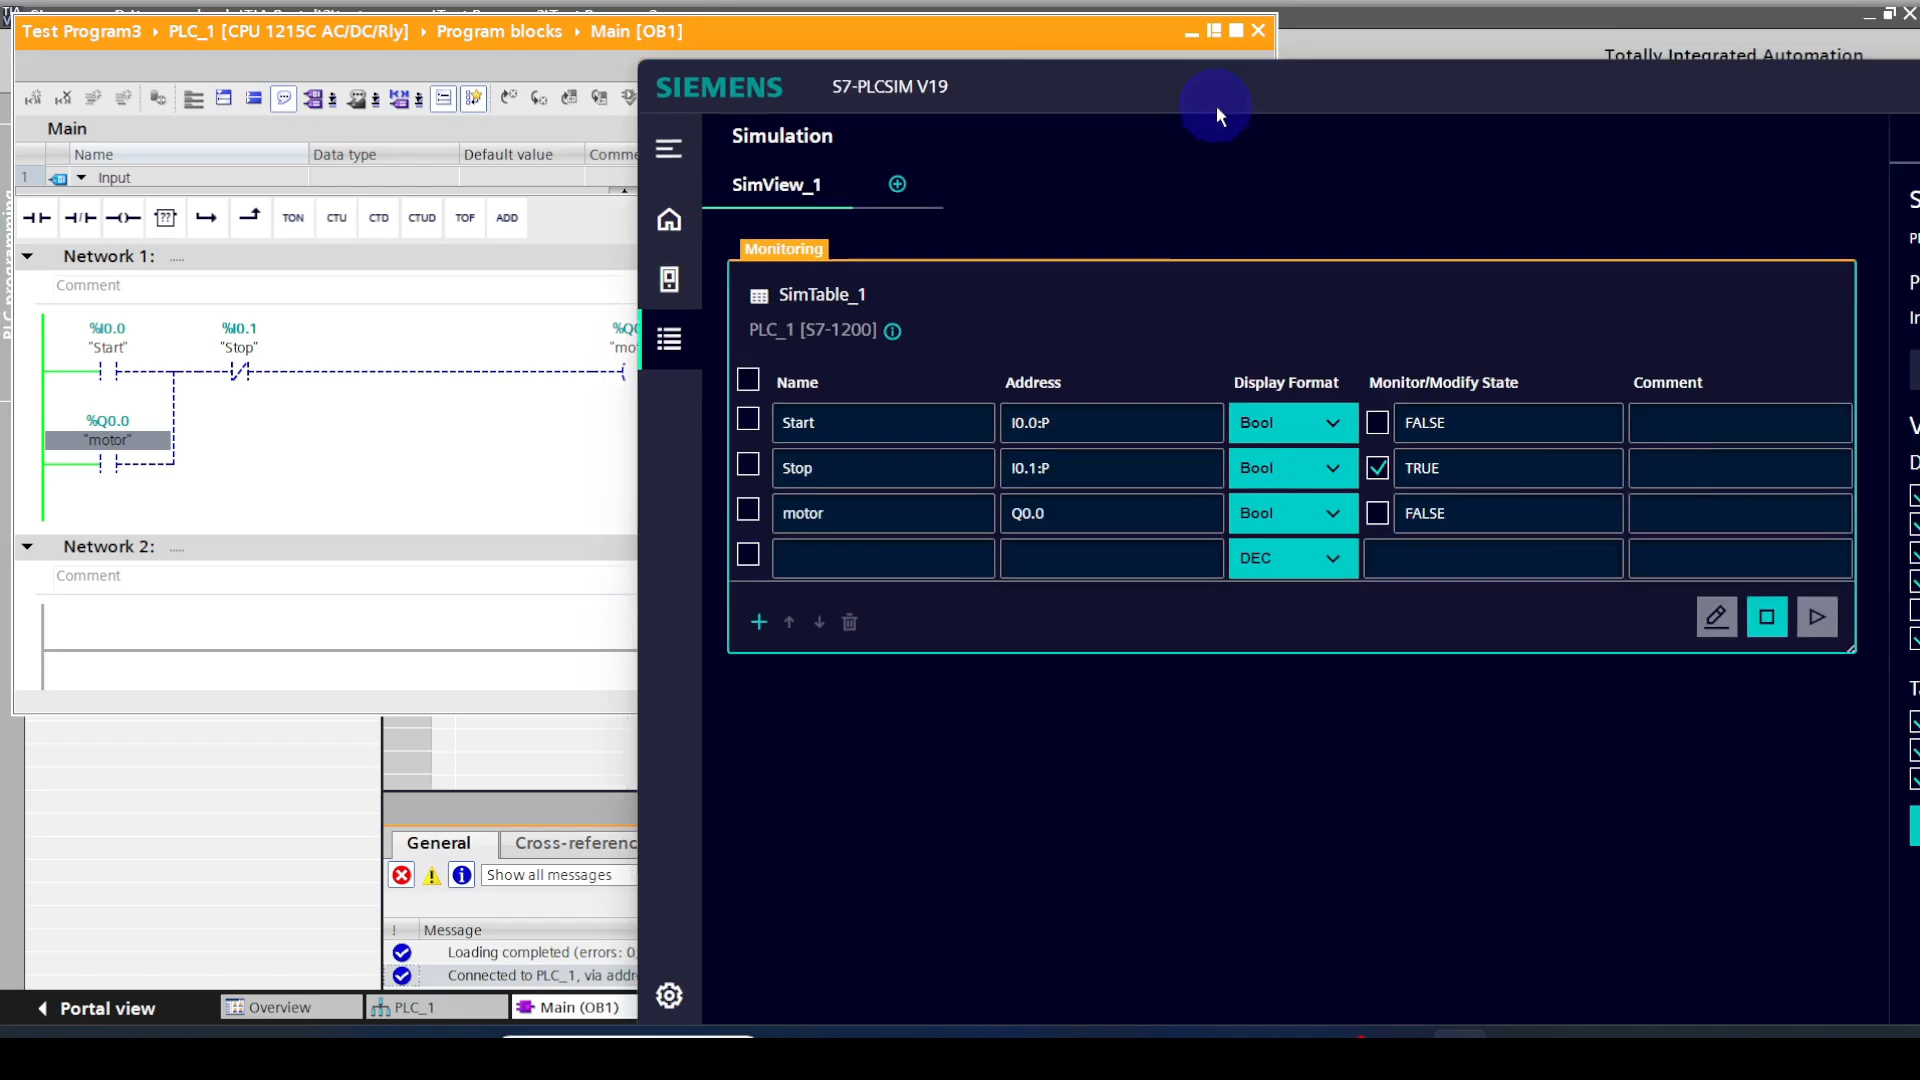 Test Program3 ▸ PLC_1 [CPU 1215C AC/DC/Rly] ▸ Program blocks ▸ Main [OB1]
Totally Integrated Automation
SIEMENS S7-PLCSIM V19
Main
Name Data type Default value Comme
1 Input
TON CTU CTD CTUD TOF ADD
Network 1: .....
Comment
%I0.0 %I0.1 %Q0
"Start" "Stop" "mo
%Q0.0
"motor"
Network 2: .....
Comment
Simulation
SimView_1
Monitoring
SimTable_1
PLC_1 [S7-1200]
Name Address Display Format Monitor/Modify State Comment
Start I0.0:P Bool FALSE
Stop I0.1:P Bool TRUE
motor Q0.0 Bool FALSE
DEC
General Cross-referenc
Show all messages
! Message
Loading completed (errors: 0
Connected to PLC_1, via addr
Portal view Overview PLC_1 Main (OB1)